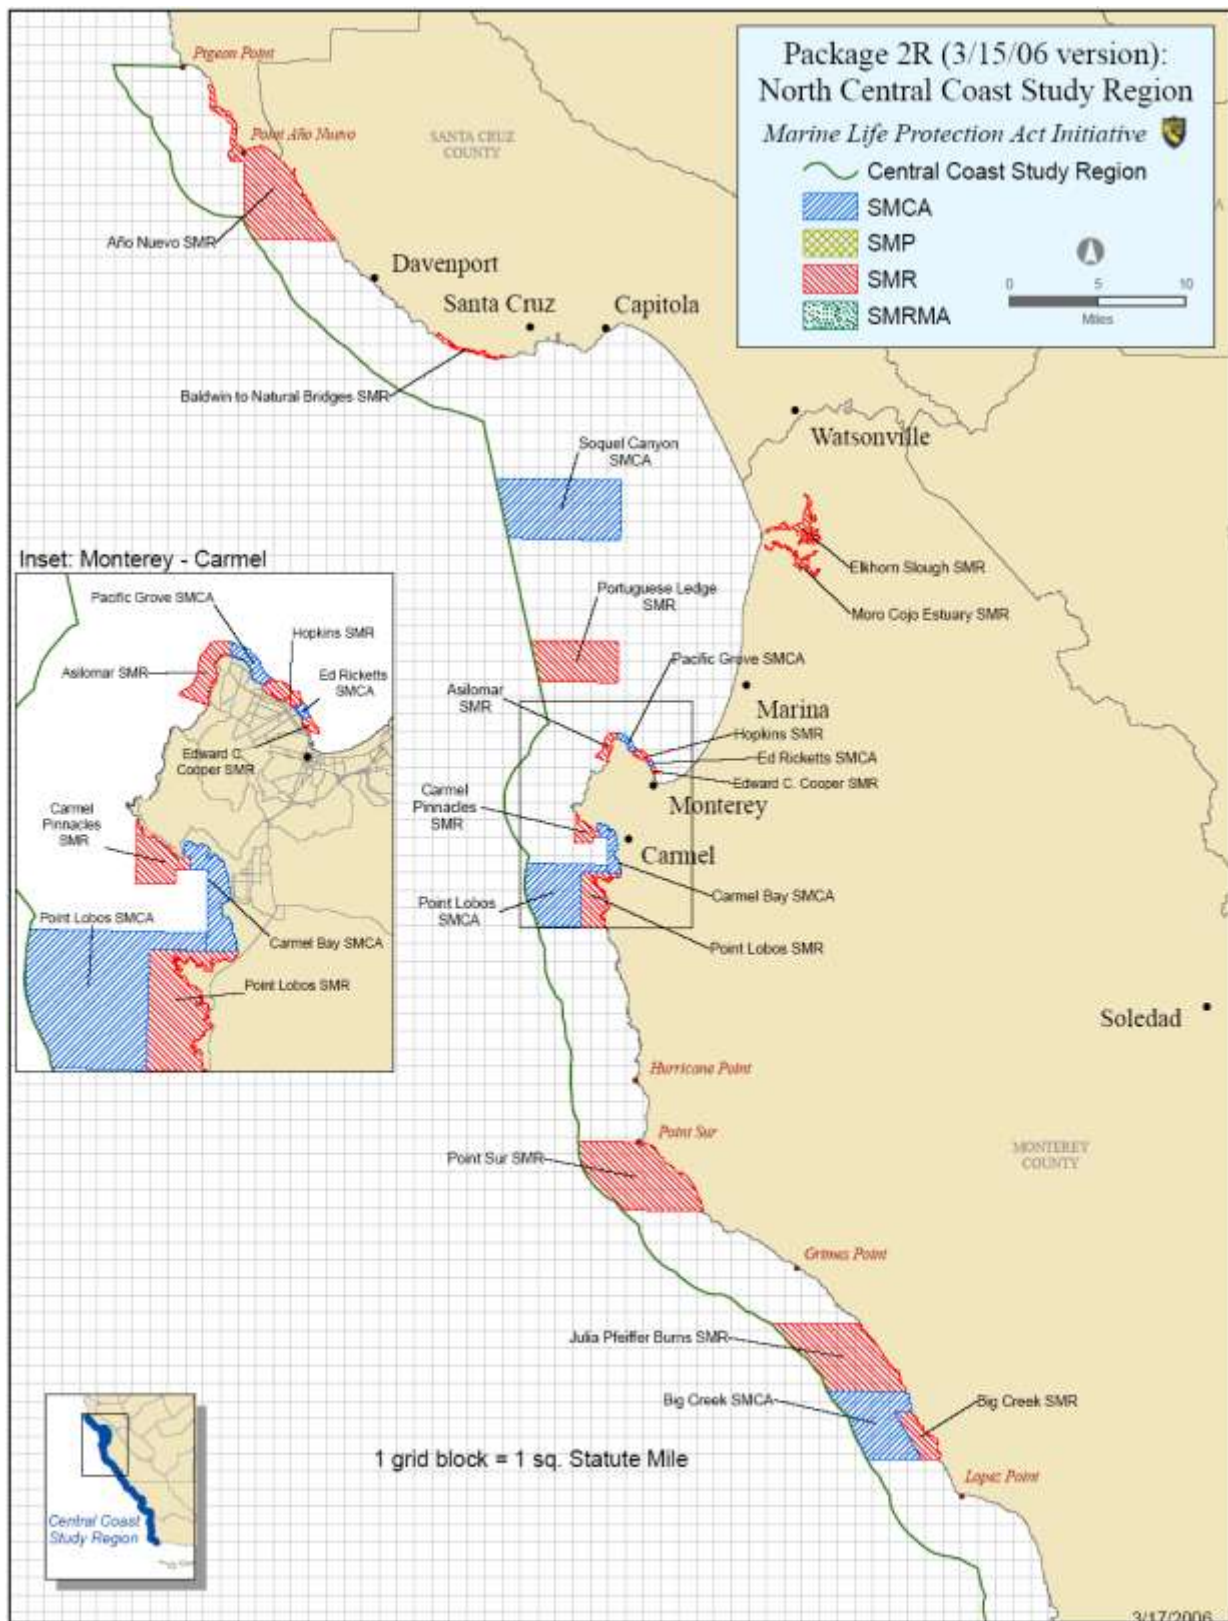 Package 2R (3/15/06 version):
North Central Coast Study Region
Marine Life Protection Act Initiative
Central Coast Study Region
SMCA
SMP
SMR
SMRMA
0 5 10
Miles
Pigeon Point
Point Año Nuevo
SANTA CRUZ
COUNTY
Año Nuevo SMR
Davenport
Santa Cruz
Capitola
Baldwin to Natural Bridges SMR
Watsonville
Soquel Canyon
SMCA
Elkhorn Slough SMR
Moro Cojo Estuary SMR
Portuguese Ledge
SMR
Pacific Grove SMCA
Asilomar
SMR
Marina
Hopkins SMR
Ed Ricketts SMCA
Edward C. Cooper SMR
Monterey
Carmel
Pinnacles
SMR
Carmel
Carmel Bay SMCA
Point Lobos
SMCA
Point Lobos SMR
Inset: Monterey - Carmel
Pacific Grove SMCA
Hopkins SMR
Asilomar SMR
Ed Ricketts
SMCA
Edward C.
Cooper SMR
Carmel
Pinnacles
SMR
Point Lobos SMCA
Carmel Bay SMCA
Point Lobos SMR
Soledad
Hurricane Point
Point Sur
Point Sur SMR
MONTEREY
COUNTY
Grimes Point
Julia Pfeiffer Burns SMR
Big Creek SMCA
Big Creek SMR
Lopez Point
1 grid block = 1 sq. Statute Mile
Central Coast
Study Region
3/17/2006